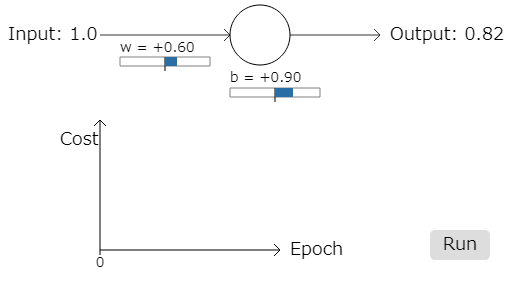 Input: 1.0
Output: 0.82
w = +0.60
b = +0.90
Cost
Epoch
Run
0